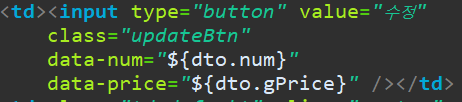 <td><input type="button" value="수정"
class="updateBtn"
data-num="${dto.num}"
data-price="${dto.gPrice}" /></td>